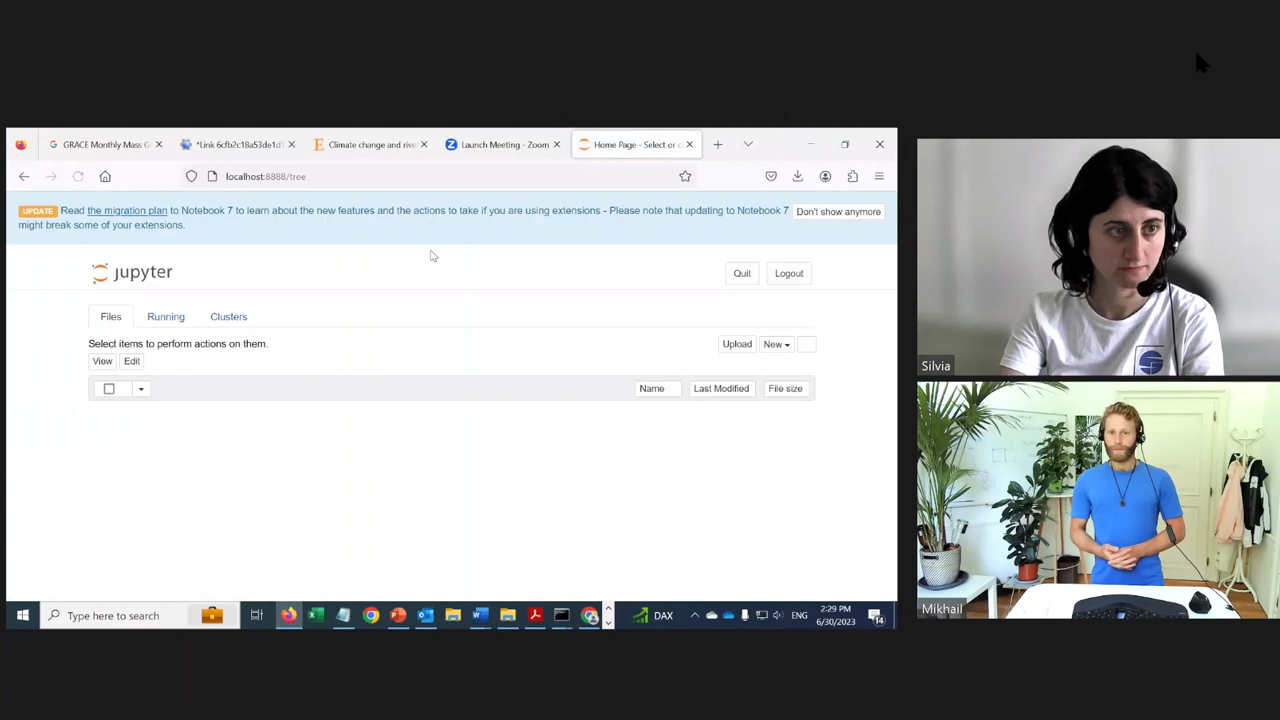 GRACE Monthly Mass G
*Link 6cfb2c18a53de1d1
Climate change and rive
Launch Meeting - Zoom
Home Page - Select or c
localhost:8888/tree
UPDATE Read the migration plan to Notebook 7 to learn about the new features and the actions to take if you are using extensions - Please note that updating to Notebook 7
might break some of your extensions.
Don't show anymore
jupyter
Quit
Logout
Files
Running
Clusters
Select items to perform actions on them.
Upload
New
View
Edit
Name
Last Modified
File size
Type here to search
DAX
ENG
2:29 PM
6/30/2023
14
Silvia
Mikhail